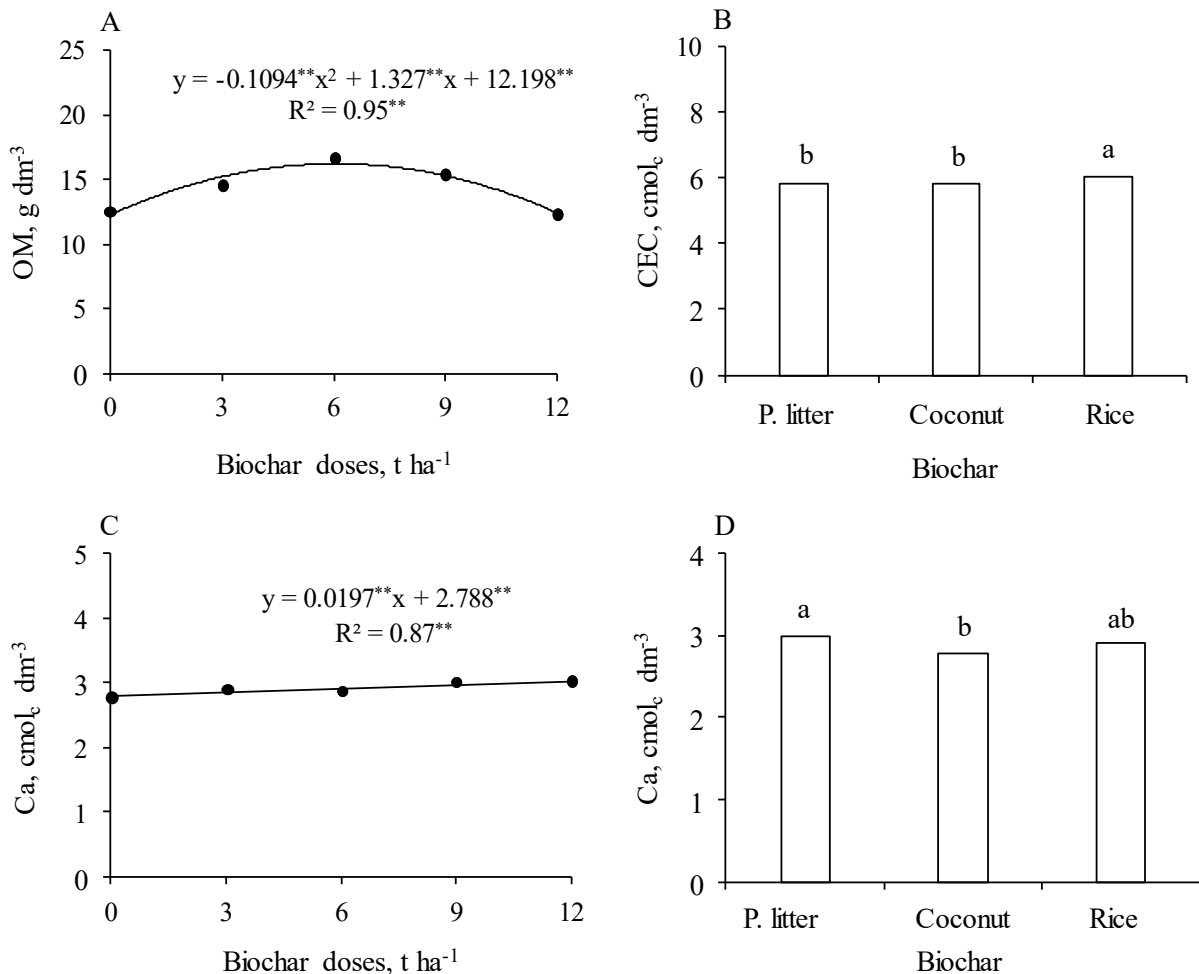 A
y = -0.1094**x² + 1.327**x + 12.198**
R² = 0.95**
25
20
15
10
5
0
OM, g dm⁻³
0 3 6 9 12
Biochar doses, t ha⁻¹
B
10
8
6
4
2
0
CEC, cmol_c dm⁻³
b b a
P. litter Coconut Rice
Biochar
C
y = 0.0197**x + 2.788**
R² = 0.87**
5
4
3
2
1
0
Ca, cmol_c dm⁻³
0 3 6 9 12
Biochar doses, t ha⁻¹
D
4
3
2
1
0
Ca, cmol_c dm⁻³
a b ab
P. litter Coconut Rice
Biochar